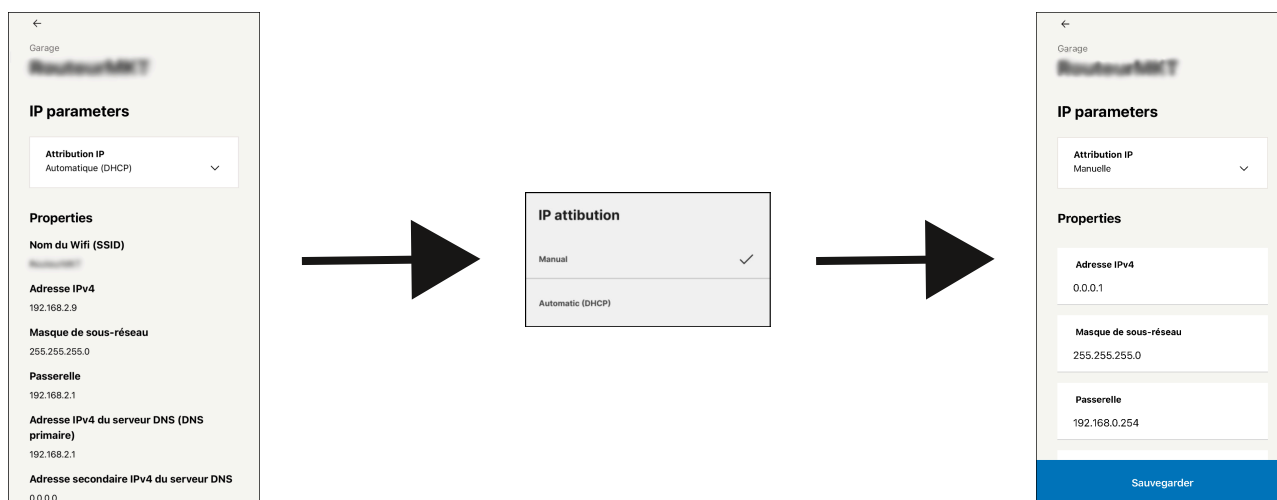 Garage
IP parameters
Attribution IP
Automatique (DHCP)
Properties
Nom du Wifi (SSID)
Adresse IPv4
192.168.2.9
Masque de sous-réseau
255.255.255.0
Passerelle
192.168.2.1
Adresse IPv4 du serveur DNS (DNS
primaire)
192.168.2.1
Adresse secondaire IPv4 du serveur DNS
0.0.0.0
IP attibution
Manual
Automatic (DHCP)
Garage
IP parameters
Attribution IP
Manuelle
Properties
Adresse IPv4
0.0.0.1
Masque de sous-réseau
255.255.255.0
Passerelle
192.168.0.254
Sauvegarder